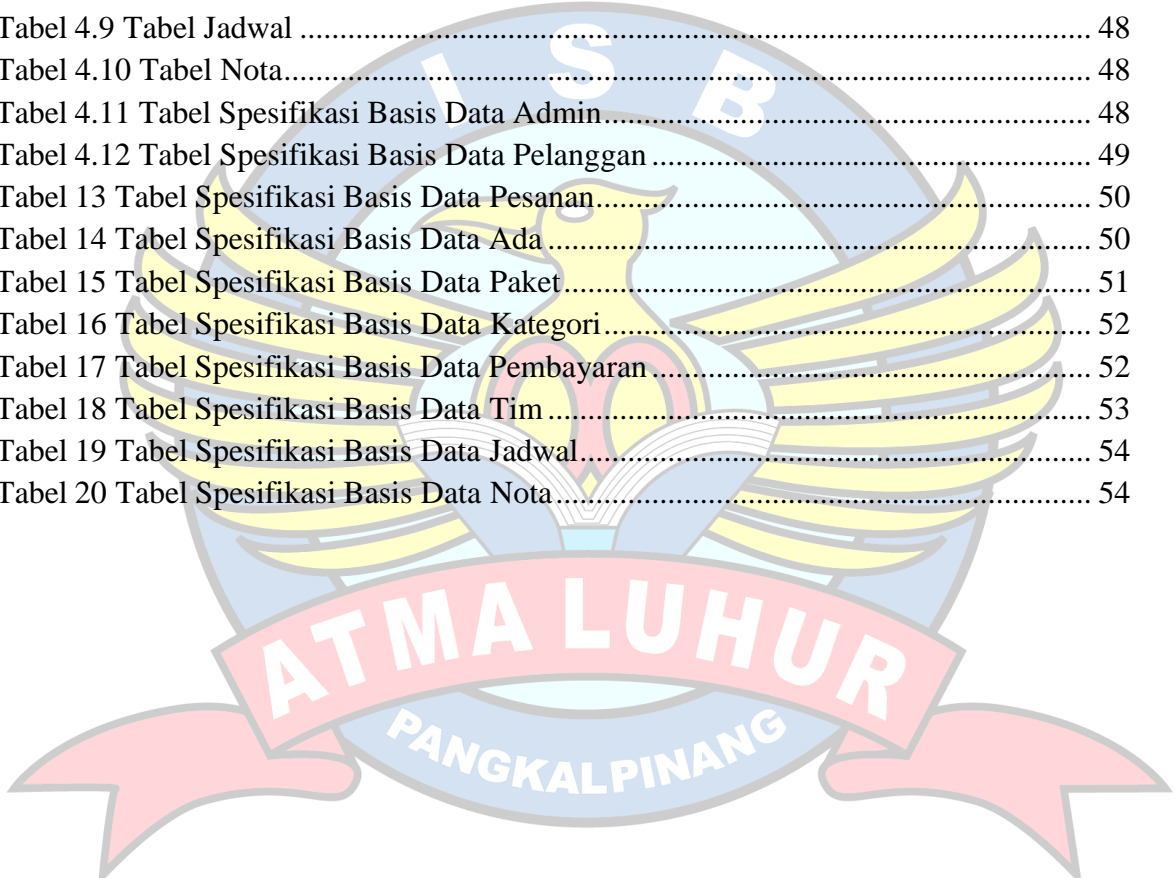 Tabel 4.9 Tabel Jadwal .................................................................................................... 48
Tabel 4.10 Tabel Nota...................................................................................................... 48
Tabel 4.11 Tabel Spesifikasi Basis Data Admin.............................................................. 48
Tabel 4.12 Tabel Spesifikasi Basis Data Pelanggan ........................................................ 49
Tabel 13 Tabel Spesifikasi Basis Data Pesanan............................................................... 50
Tabel 14 Tabel Spesifikasi Basis Data Ada ..................................................................... 50
Tabel 15 Tabel Spesifikasi Basis Data Paket................................................................... 51
Tabel 16 Tabel Spesifikasi Basis Data Kategori.............................................................. 52
Tabel 17 Tabel Spesifikasi Basis Data Pembayaran ........................................................ 52
Tabel 18 Tabel Spesifikasi Basis Data Tim ..................................................................... 53
Tabel 19 Tabel Spesifikasi Basis Data Jadwal................................................................. 54
Tabel 20 Tabel Spesifikasi Basis Data Nota.................................................................... 54
I S B
ATMA LUHUR
PANGKALPINANG